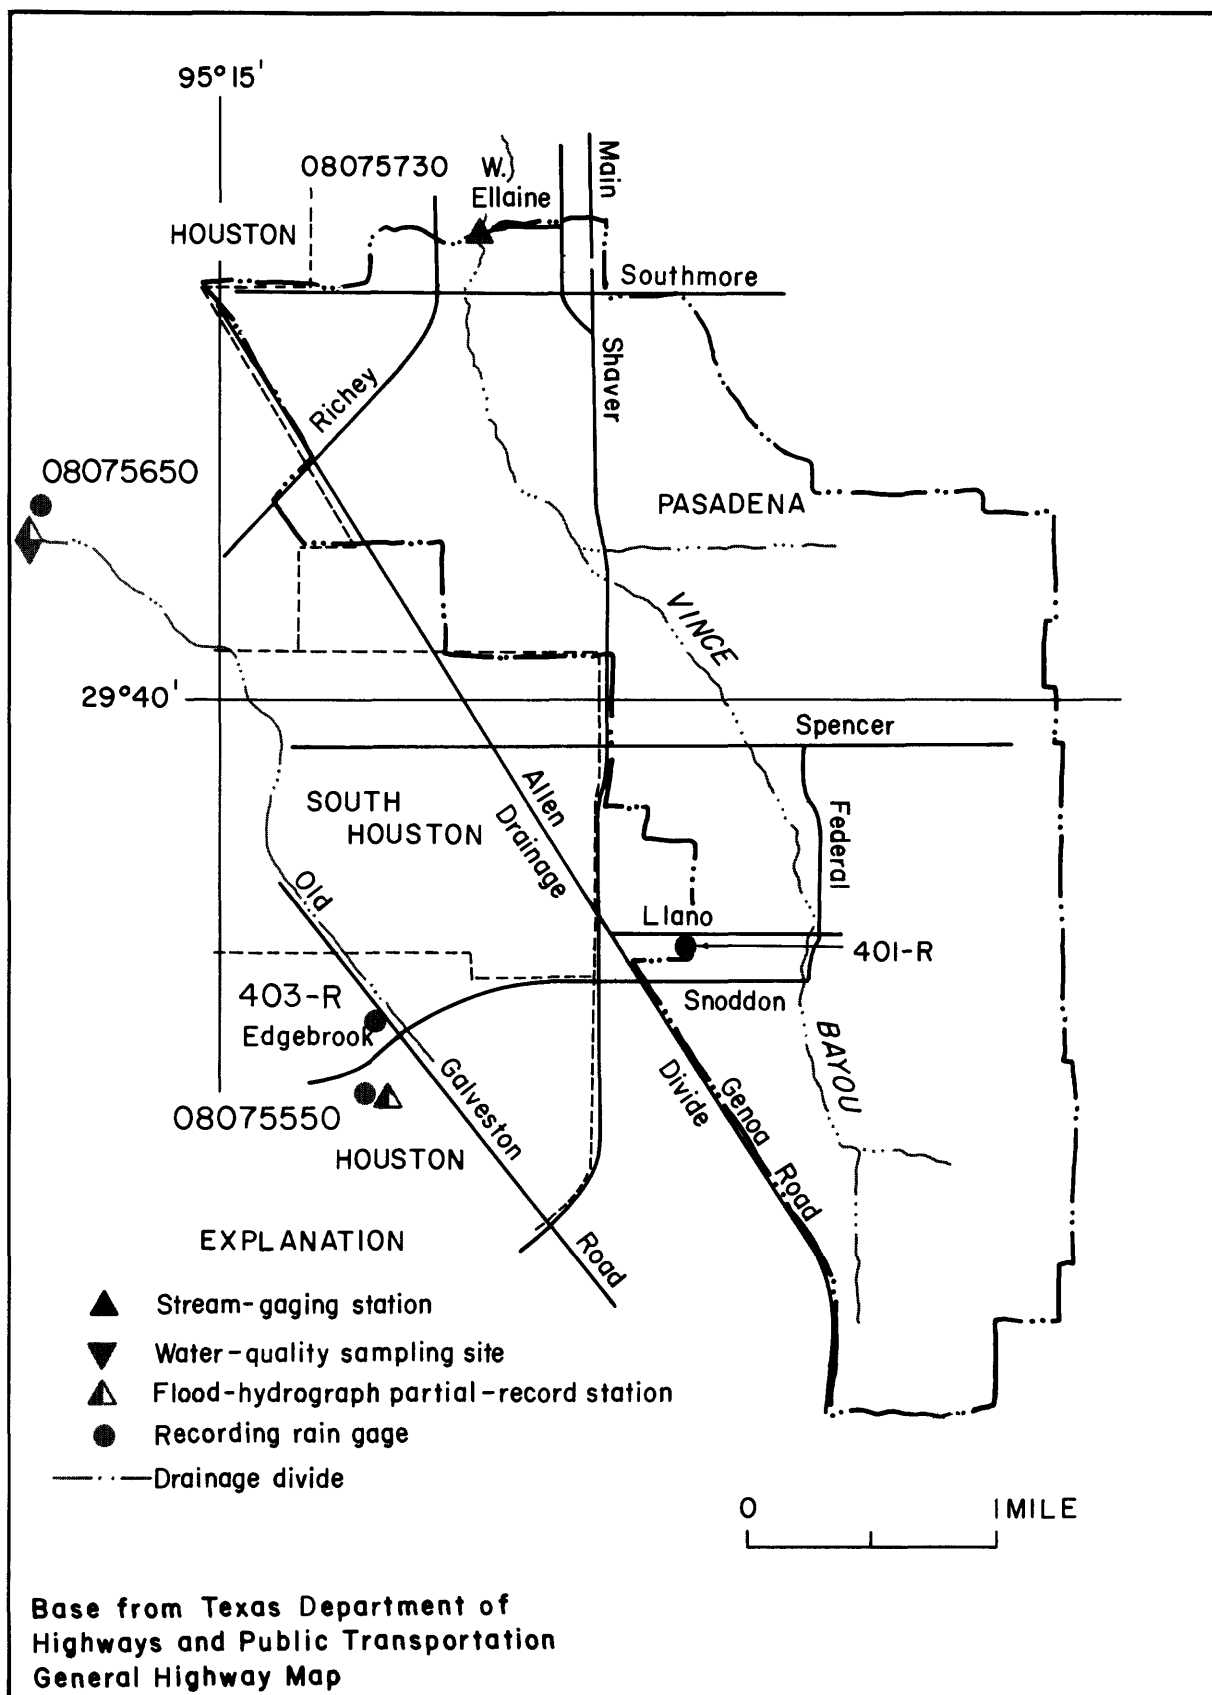 95°15'
08075730
W.
Ellaine
Main
HOUSTON
Southmore
Shaver
Richey
08075650
PASADENA
VINCE
29°40'
Spencer
Allen
Drainage
SOUTH
HOUSTON
Federal
Old
Llano
401-R
403-R
Snoddon
Edgebrook
BAYOU
Galveston
Divide
Genoa
08075550
HOUSTON
Road
Road
EXPLANATION
Stream-gaging station
Water-quality sampling site
Flood-hydrograph partial-record station
Recording rain gage
Drainage divide
0 1 MILE
Base from Texas Department of
Highways and Public Transportation
General Highway Map